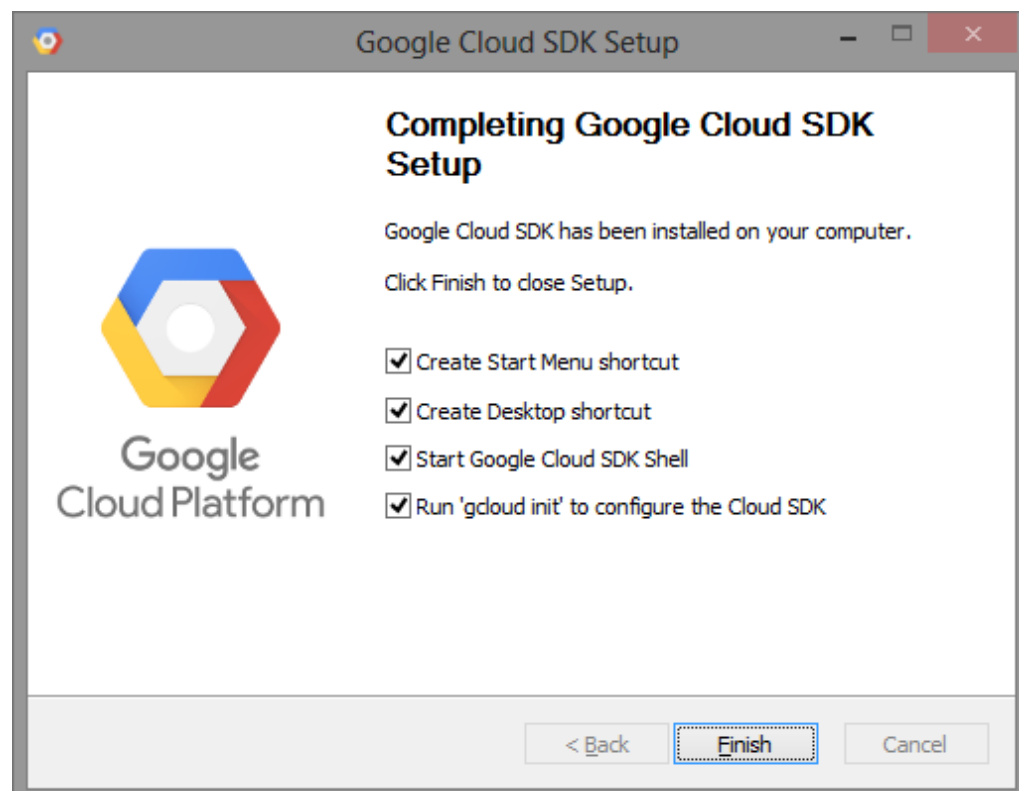 Google Cloud SDK Setup
Completing Google Cloud SDK
Setup
Google Cloud SDK has been installed on your computer.
Click Finish to close Setup.
Create Start Menu shortcut
Create Desktop shortcut
Start Google Cloud SDK Shell
Run 'gcloud init' to configure the Cloud SDK
Google
Cloud Platform
< Back
Finish
Cancel